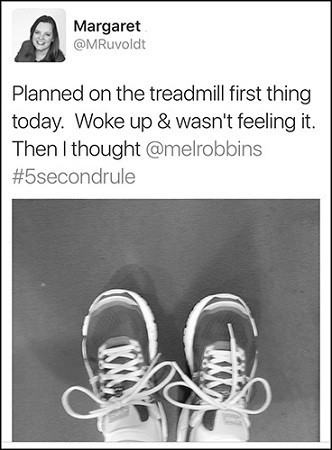 Margaret
@MRuvoldt
Planned on the treadmill first thing
today. Woke up & wasn't feeling it.
Then I thought @melrobbins
#5secondrule